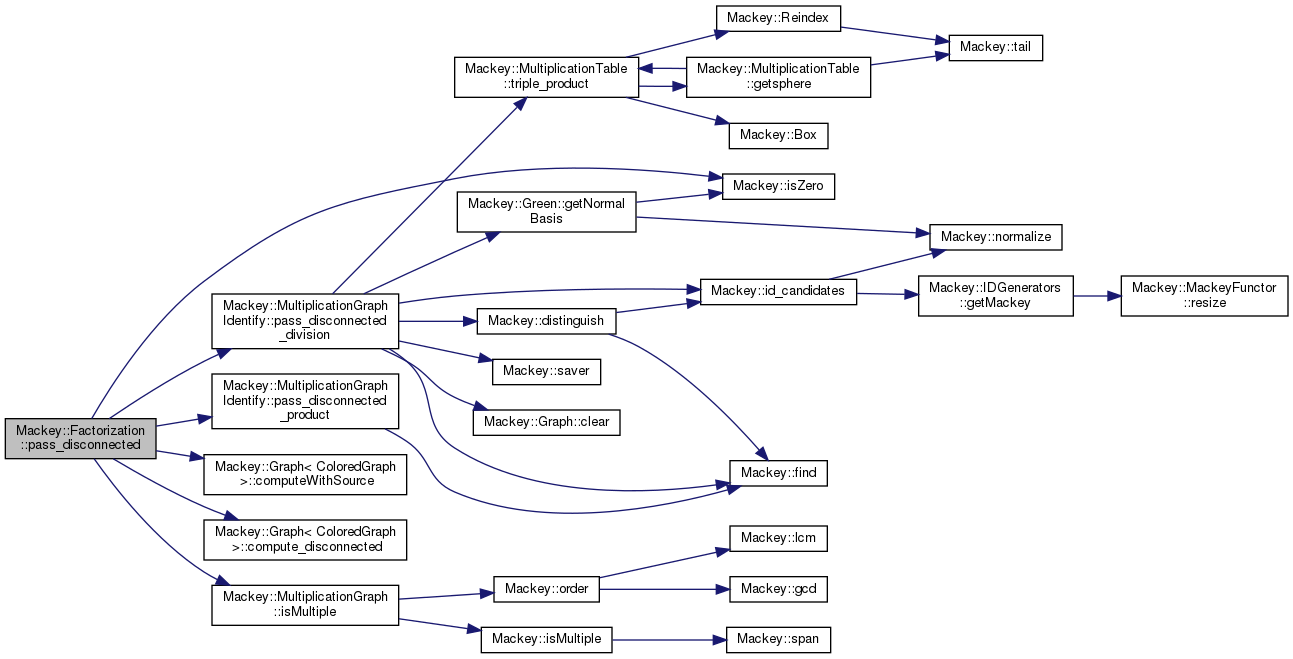 Mackey::Factorization
::pass_disconnected
Mackey::MultiplicationGraph
Identify::pass_disconnected
_division
Mackey::MultiplicationTable
::triple_product
Mackey::Reindex
Mackey::tail
Mackey::MultiplicationTable
::getsphere
Mackey::Box
Mackey::isZero
Mackey::Green::getNormal
Basis
Mackey::normalize
Mackey::id_candidates
Mackey::IDGenerators
::getMackey
Mackey::MackeyFunctor
::resize
Mackey::distinguish
Mackey::saver
Mackey::Graph::clear
Mackey::find
Mackey::MultiplicationGraph
Identify::pass_disconnected
_product
Mackey::Graph< ColoredGraph
>::computeWithSource
Mackey::Graph< ColoredGraph
>::compute_disconnected
Mackey::MultiplicationGraph
::isMultiple
Mackey::order
Mackey::lcm
Mackey::gcd
Mackey::isMultiple
Mackey::span